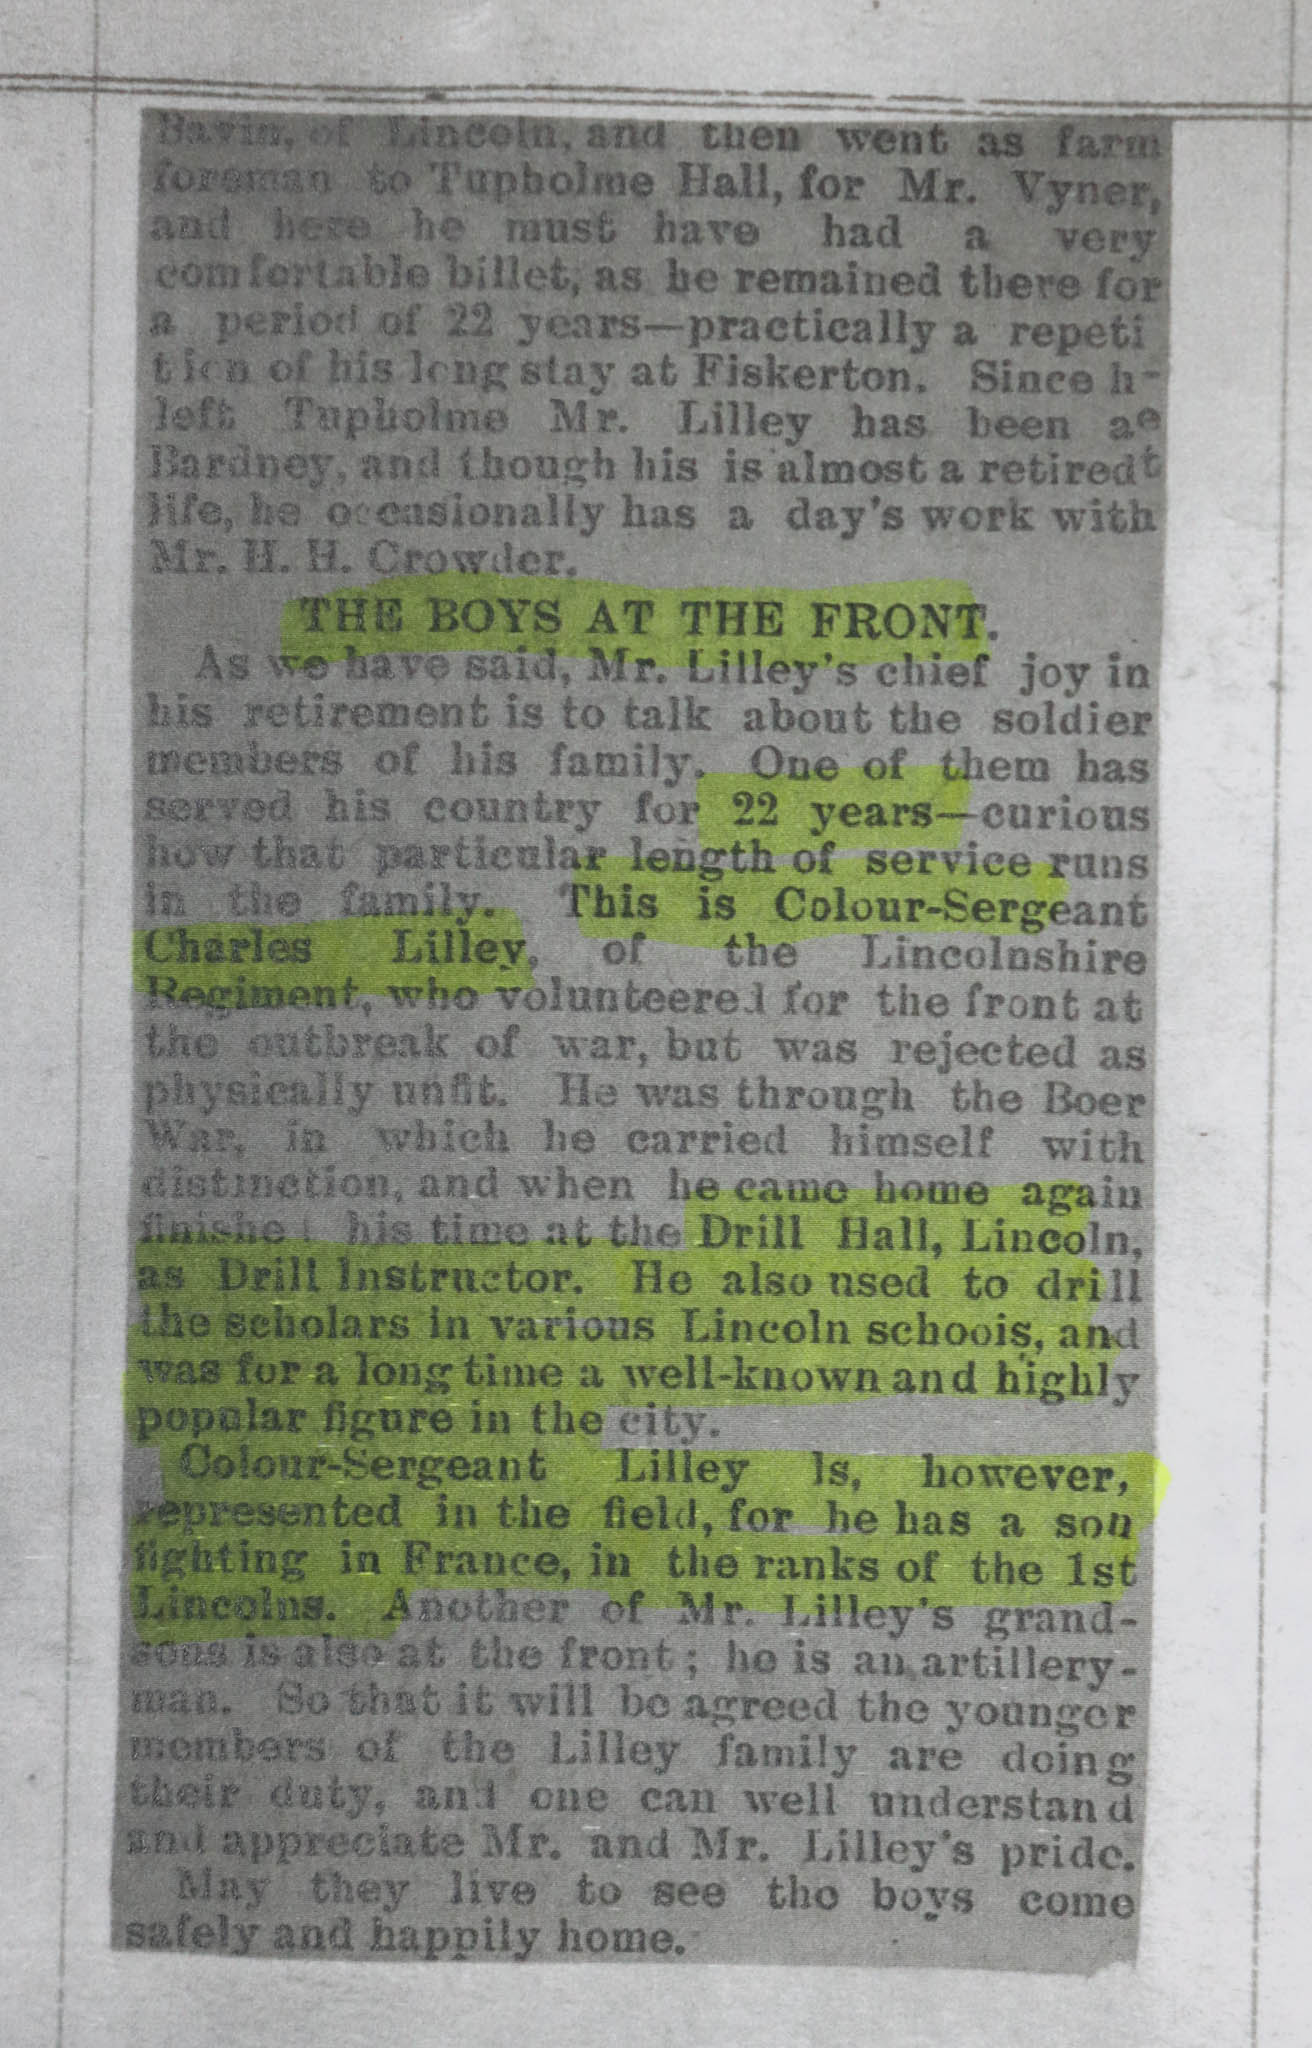 Bavin, of Lincoln, and then went as farm
foreman to Tupholme Hall, for Mr. Vyner,
and here he must have had a very
comfortable billet, as he remained there for
a period of 22 years—practically a repeti
tion of his long stay at Fiskerton. Since h-
left Tupholme Mr. Lilley has been ae
Bardney, and though his is almost a retiredt
life, he occasionally has a day's work with
Mr. H. H. Crowder.
THE BOYS AT THE FRONT.
As we have said, Mr. Lilley's chief joy in
his retirement is to talk about the soldier
members of his family. One of them has
served his country for 22 years—curious
how that particular length of service runs
in the family. This is Colour-Sergeant
Charles Lilley, of the Lincolnshire
Regiment, who volunteered for the front at
the outbreak of war, but was rejected as
physically unfit. He was through the Boer
War, in which he carried himself with
distinction, and when he came home again
finished his time at the Drill Hall, Lincoln,
as Drill Instructor. He also used to drill
the scholars in various Lincoln schools, and
was for a long time a well-known and highly
popular figure in the city.
Colour-Sergeant Lilley is, however,
represented in the field, for he has a son
fighting in France, in the ranks of the 1st
Lincolns. Another of Mr. Lilley's grand-
sons is also at the front; he is an artillery-
man. So that it will be agreed the younger
members of the Lilley family are doing
their duty, and one can well understand
and appreciate Mr. and Mr. Lilley's pride.
May they live to see the boys come
safely and happily home.